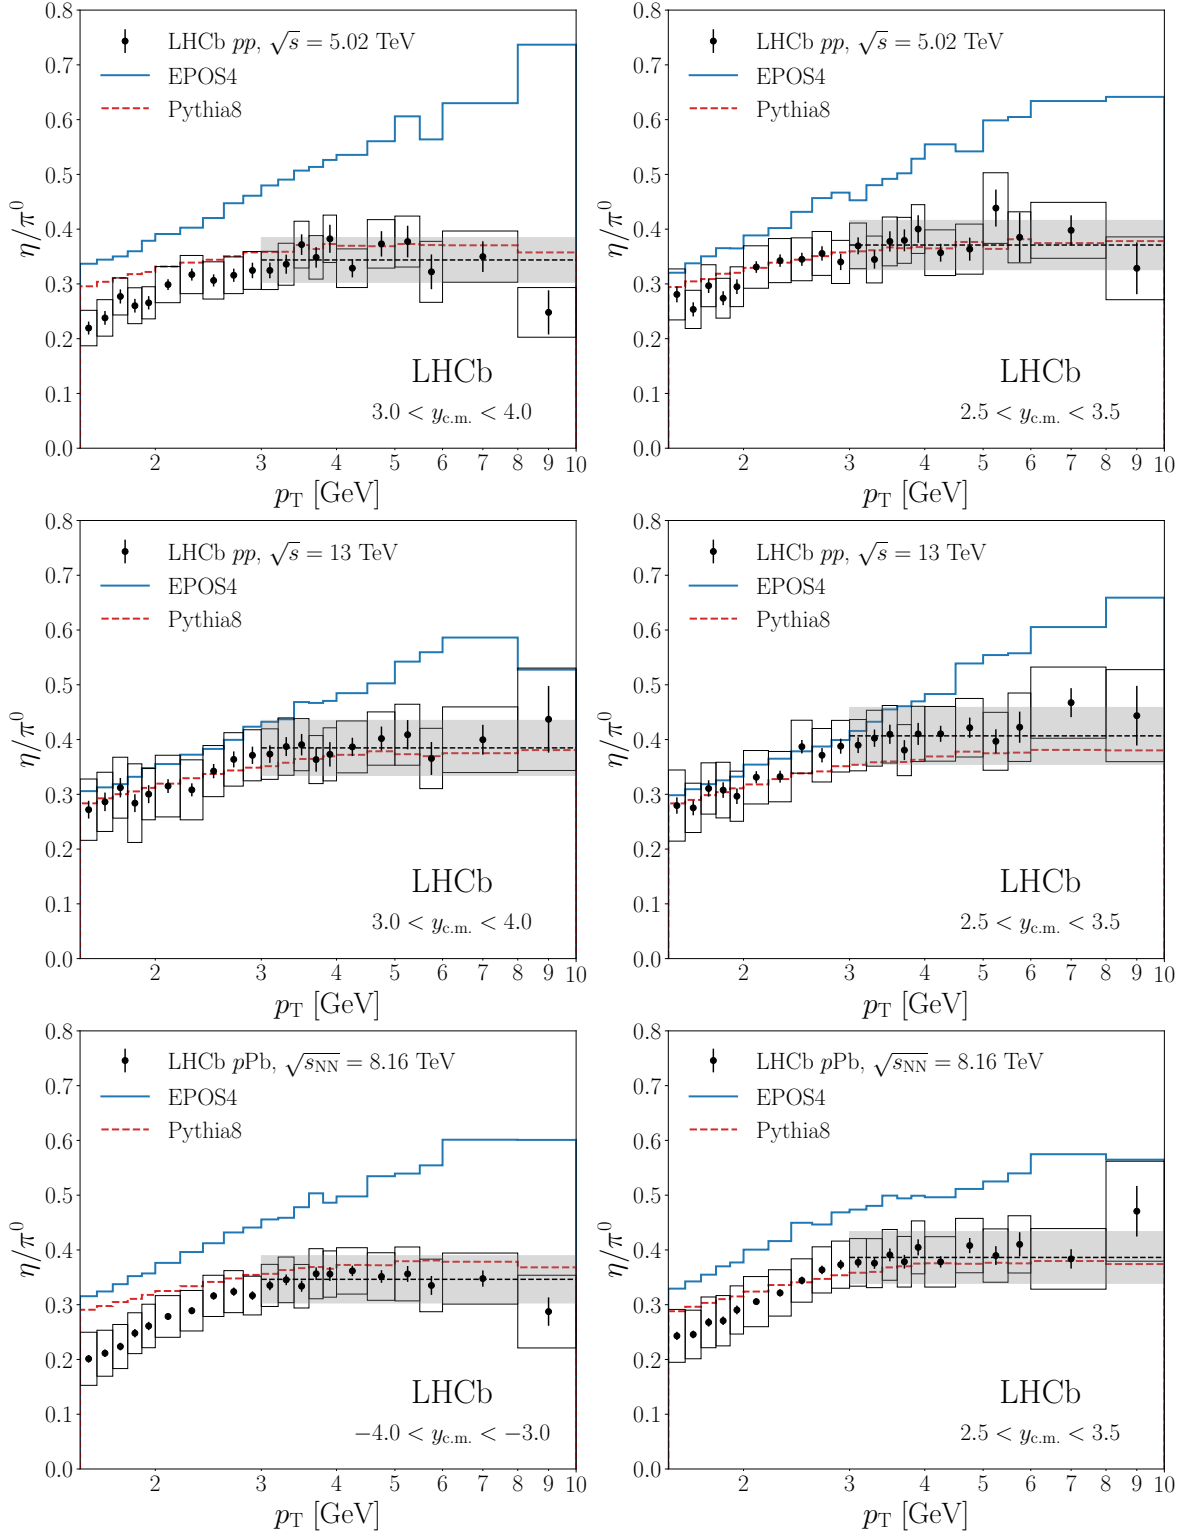 0.8
0.7
0.6
0.5
0.4
0.3
0.2
0.1
0.0
η/π⁰
LHCb pp, √s = 5.02 TeV
EPOS4
Pythia8
LHCb
3.0 < y_c.m. < 4.0
2 3 4 5 6 7 8 9 10
p_T [GeV]
0.8
0.7
0.6
0.5
0.4
0.3
0.2
0.1
0.0
η/π⁰
LHCb pp, √s = 5.02 TeV
EPOS4
Pythia8
LHCb
2.5 < y_c.m. < 3.5
2 3 4 5 6 7 8 9 10
p_T [GeV]
0.8
0.7
0.6
0.5
0.4
0.3
0.2
0.1
0.0
η/π⁰
LHCb pp, √s = 13 TeV
EPOS4
Pythia8
LHCb
3.0 < y_c.m. < 4.0
2 3 4 5 6 7 8 9 10
p_T [GeV]
0.8
0.7
0.6
0.5
0.4
0.3
0.2
0.1
0.0
η/π⁰
LHCb pp, √s = 13 TeV
EPOS4
Pythia8
LHCb
2.5 < y_c.m. < 3.5
2 3 4 5 6 7 8 9 10
p_T [GeV]
0.8
0.7
0.6
0.5
0.4
0.3
0.2
0.1
0.0
η/π⁰
LHCb pPb, √s_NN = 8.16 TeV
EPOS4
Pythia8
LHCb
−4.0 < y_c.m. < −3.0
2 3 4 5 6 7 8 9 10
p_T [GeV]
0.8
0.7
0.6
0.5
0.4
0.3
0.2
0.1
0.0
η/π⁰
LHCb pPb, √s_NN = 8.16 TeV
EPOS4
Pythia8
LHCb
2.5 < y_c.m. < 3.5
2 3 4 5 6 7 8 9 10
p_T [GeV]